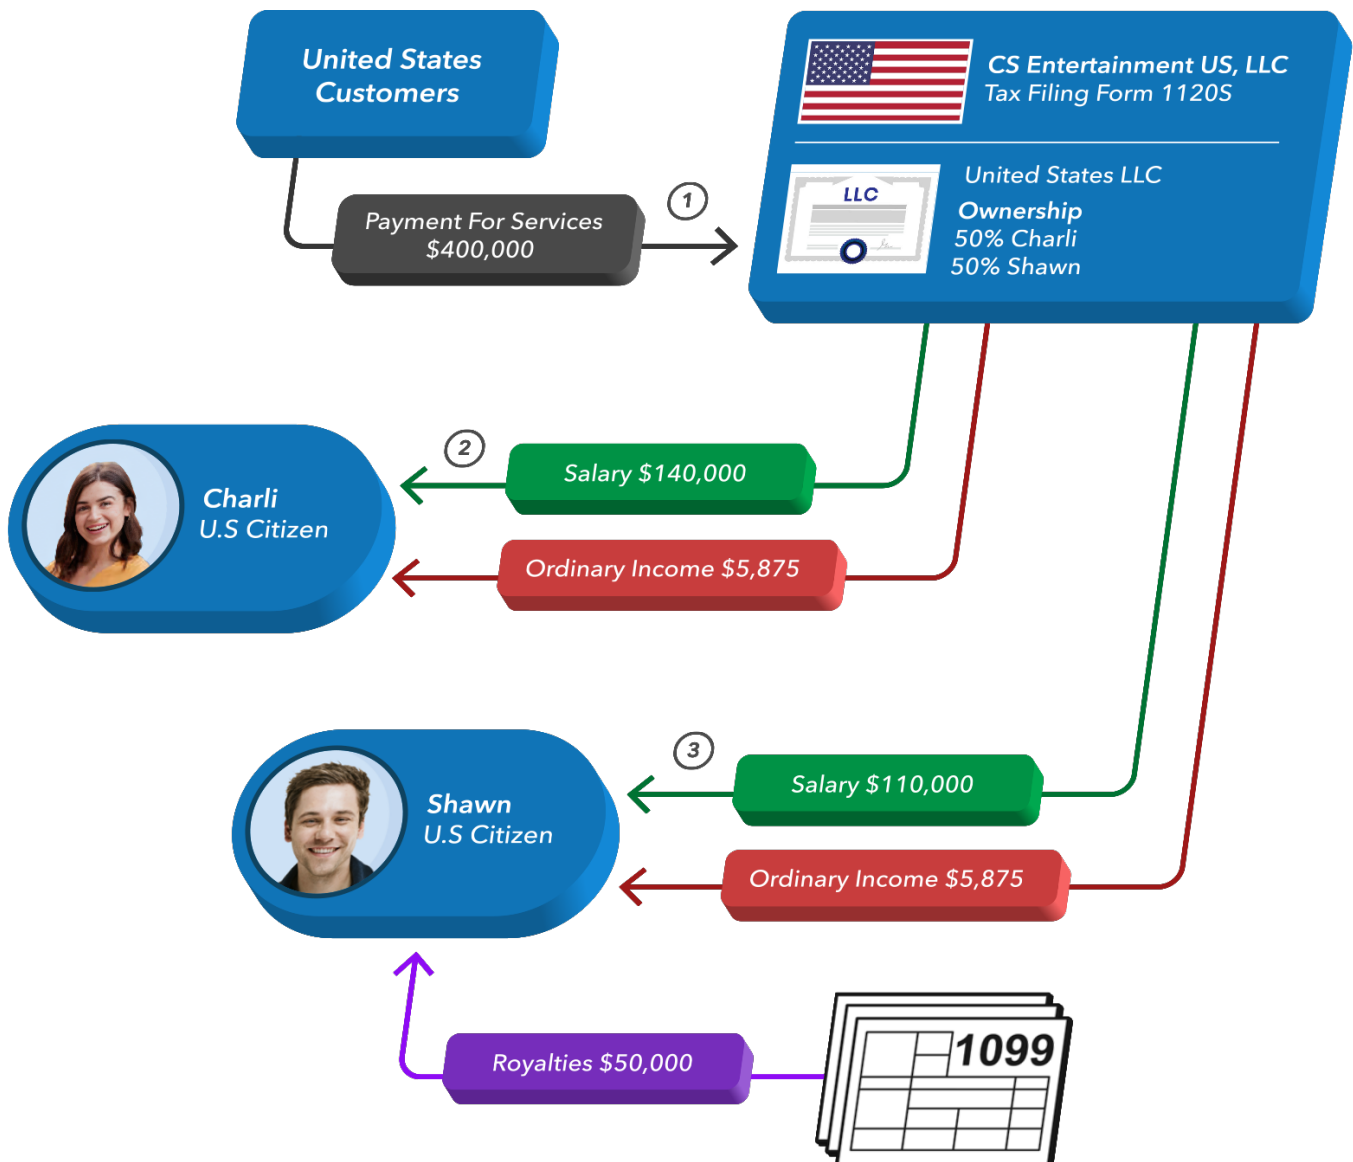 United States
Customers
CS Entertainment US, LLC
Tax Filing Form 1120S
LLC
United States LLC
Ownership
50% Charli
50% Shawn
Payment For Services
$400,000
1
2
Salary $140,000
Charli
U.S Citizen
Ordinary Income $5,875
3
Salary $110,000
Shawn
U.S Citizen
Ordinary Income $5,875
Royalties $50,000
1099